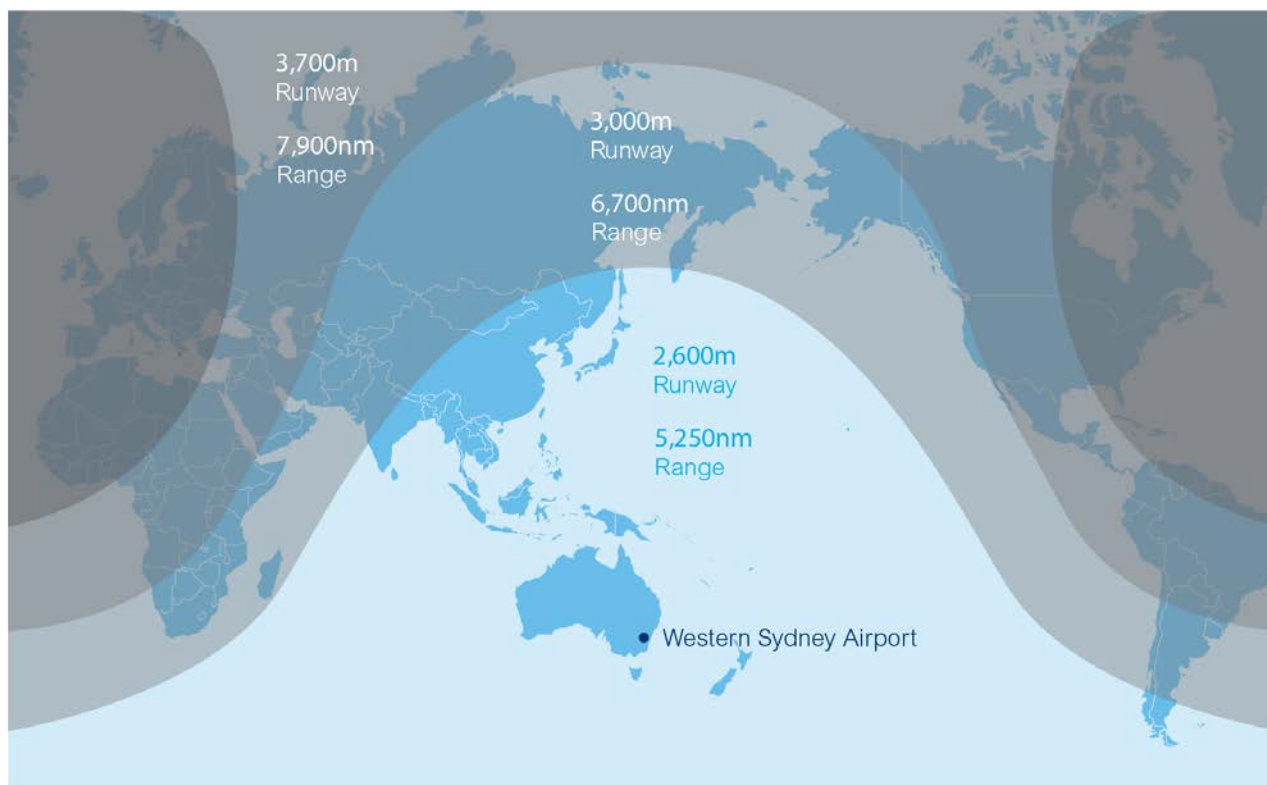 3,700m
Runway
7,900nm
Range
3,000m
Runway
6,700nm
Range
2,600m
Runway
5,250nm
Range
Western Sydney Airport